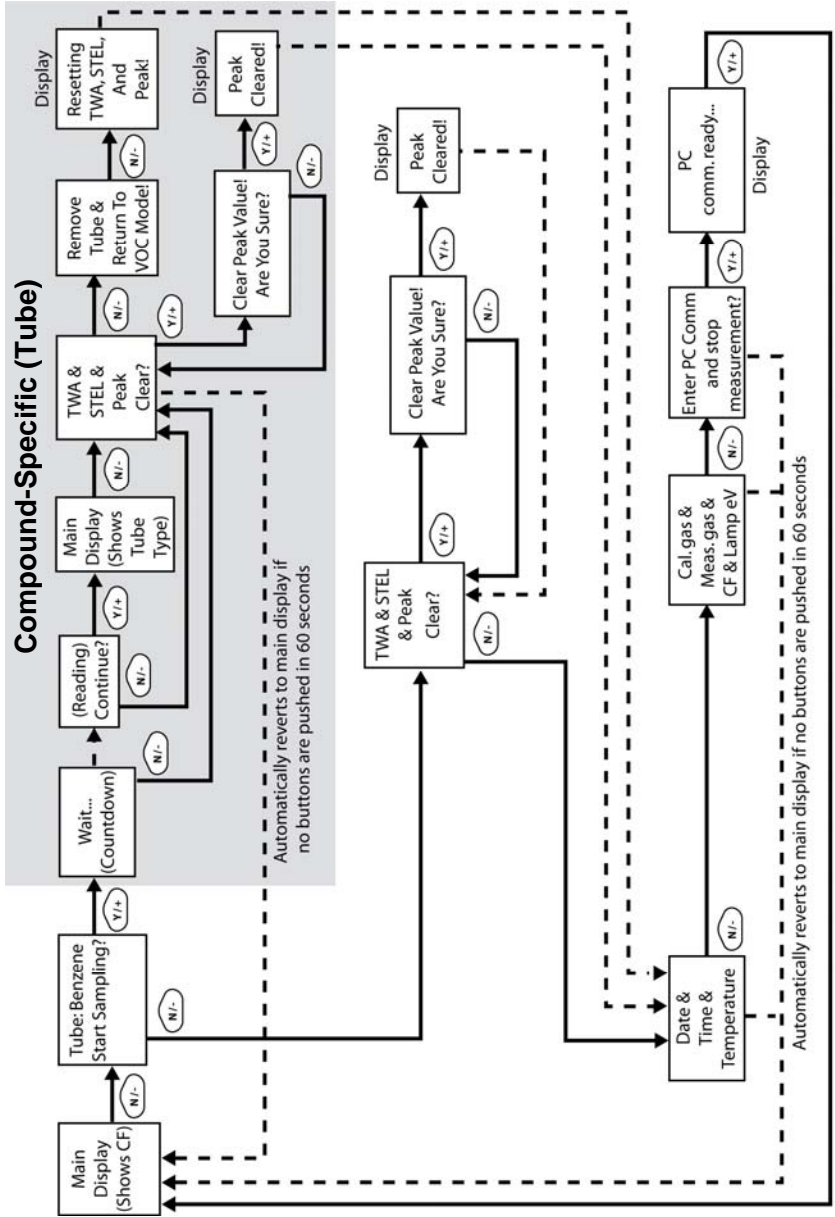 Compound-Specific (Tube)
Main
Display
(Shows CF)
N/-
Tube: Benzene
Start Sampling?
Y/+
N/-
Wait...
(Countdown)
N/-
(Reading)
Continue?
Y/+
N/-
Main
Display
(Shows
Tube
Type)
N/-
TWA &
STEL &
Peak
Clear?
N/-
Y/+
Remove
Tube &
Return To
VOC Mode!
N/-
Display
Resetting
TWA, STEL,
And
Peak!
Clear Peak Value!
Are You Sure?
Y/+
N/-
Display
Peak
Cleared!
Automatically reverts to main display if
no buttons are pushed in 60 seconds
TWA & STEL
& Peak
Clear?
Y/+
N/-
Clear Peak Value!
Are You Sure?
Y/+
N/-
Display
Peak
Cleared!
Date &
Time &
Temperature
N/-
Cal. gas &
Meas. gas &
CF & Lamp eV
N/-
Enter PC Comm
and stop
measurement?
Y/+
PC
comm. ready...
Display
Y/+
Automatically reverts to main display if no buttons are pushed in 60 seconds